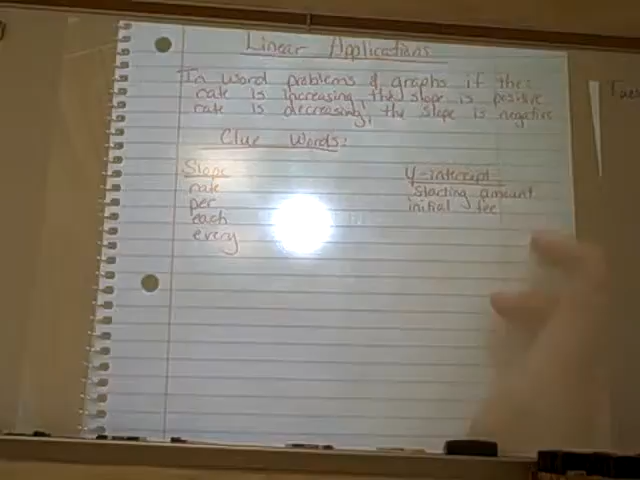 Linear Applications
In word problems & graphs if the:
rate is increasing, the slope is positive
rate is decreasing, the slope is negative
Clue Words:
Slope
rate
per
each
every
y-intercept
starting amount
initial fee